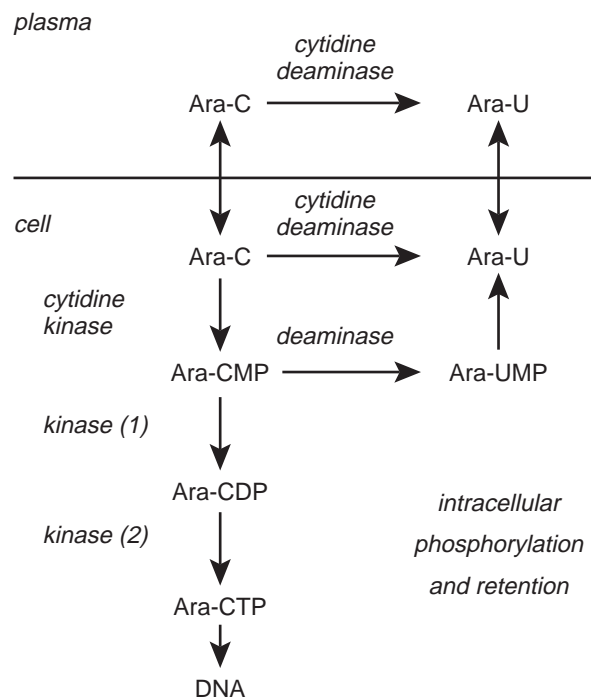 plasma
cytidine
deaminase
Ara-C
Ara-U
cell
cytidine
deaminase
Ara-C
Ara-U
cytidine
kinase
deaminase
Ara-CMP
Ara-UMP
kinase (1)
Ara-CDP
intracellular
phosphorylation
and retention
kinase (2)
Ara-CTP
DNA